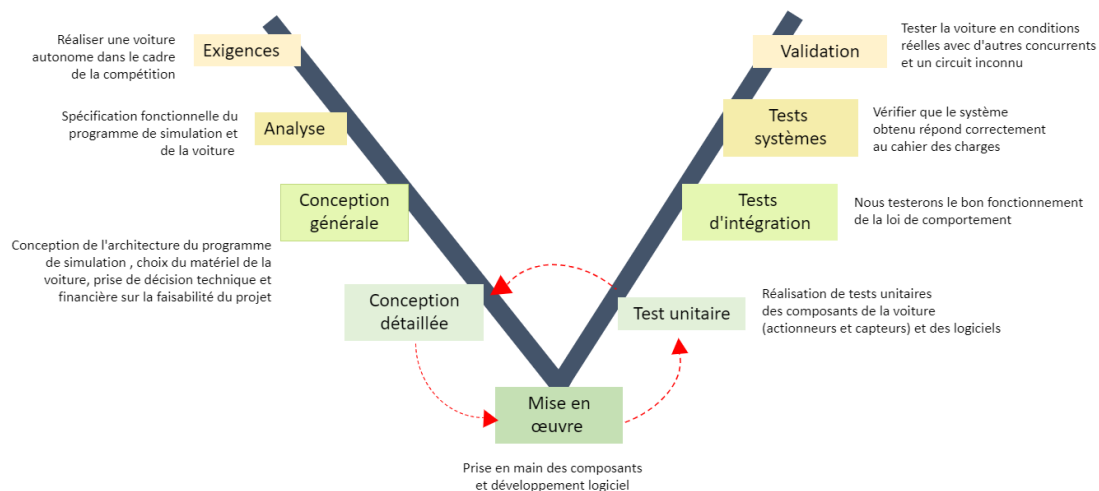 Réaliser une voiture
autonome dans le cadre
de la compétition
Exigences
Spécification fonctionnelle du
programme de simulation et
de la voiture
Analyse
Conception
générale
Conception de l'architecture du programme
de simulation , choix du matériel de la
voiture, prise de décision technique et
financière sur la faisabilité du projet
Conception
détaillée
Mise en
œuvre
Prise en main des composants
et développement logiciel
Test unitaire
Réalisation de tests unitaires
des composants de la voiture
(actionneurs et capteurs) et des logiciels
Tests
d'intégration
Nous testerons le bon fonctionnement
de la loi de comportement
Tests
systèmes
Vérifier que le système
obtenu répond correctement
au cahier des charges
Validation
Tester la voiture en conditions
réelles avec d'autres concurrents
et un circuit inconnu